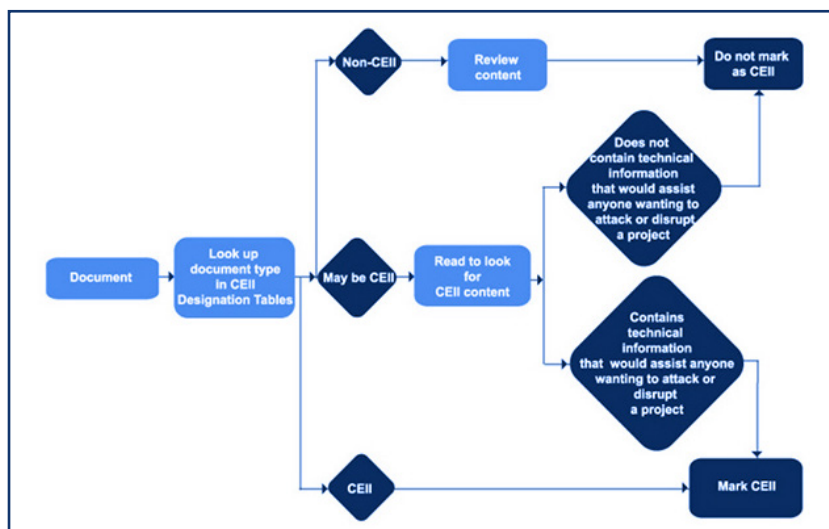 Non-CEII
Review
content
Do not mark
as CEII
Does not
contain technical
information
that would assist
anyone wanting to
attack or disrupt
a project
Document
Look up
document type
in CEII
Designation Tables
May be CEII
Read to look
for
CEII content
Contains
technical
information
that would assist anyone
wanting to attack or
disrupt
a project
CEII
Mark CEII